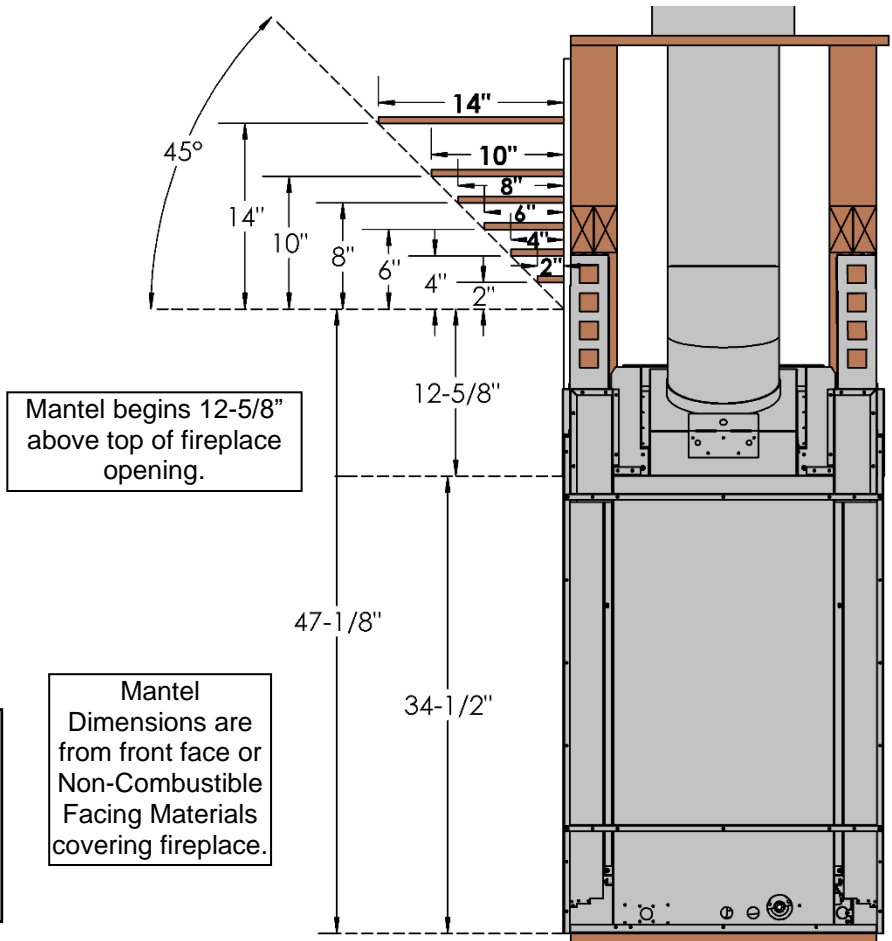 14"
10"
8"
6"
4"
2"
45°
14"
10"
8"
6"
4"
2"
12-5/8"
Mantel begins 12-5/8”
above top of fireplace
opening.
47-1/8"
34-1/2"
Mantel
Dimensions are
from front face or
Non-Combustible
Facing Materials
covering fireplace.